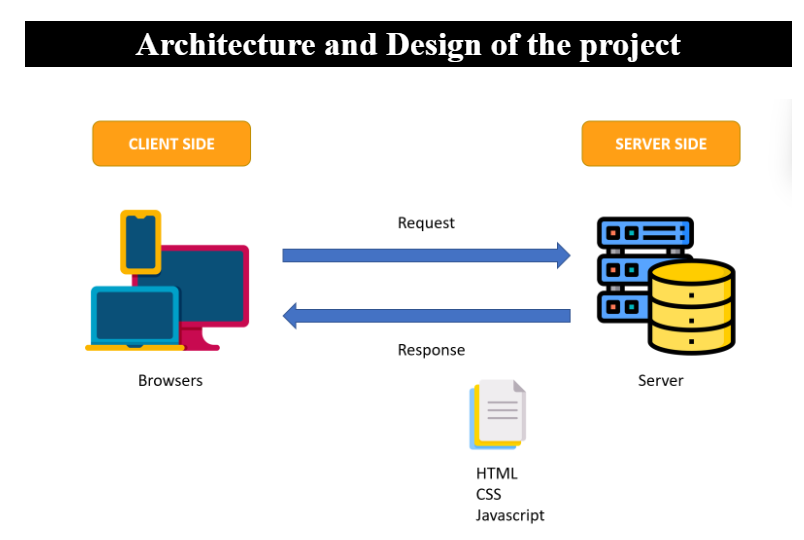 Architecture and Design of the project
CLIENT SIDE
SERVER SIDE
Request
Response
Browsers
Server
HTML
CSS
Javascript